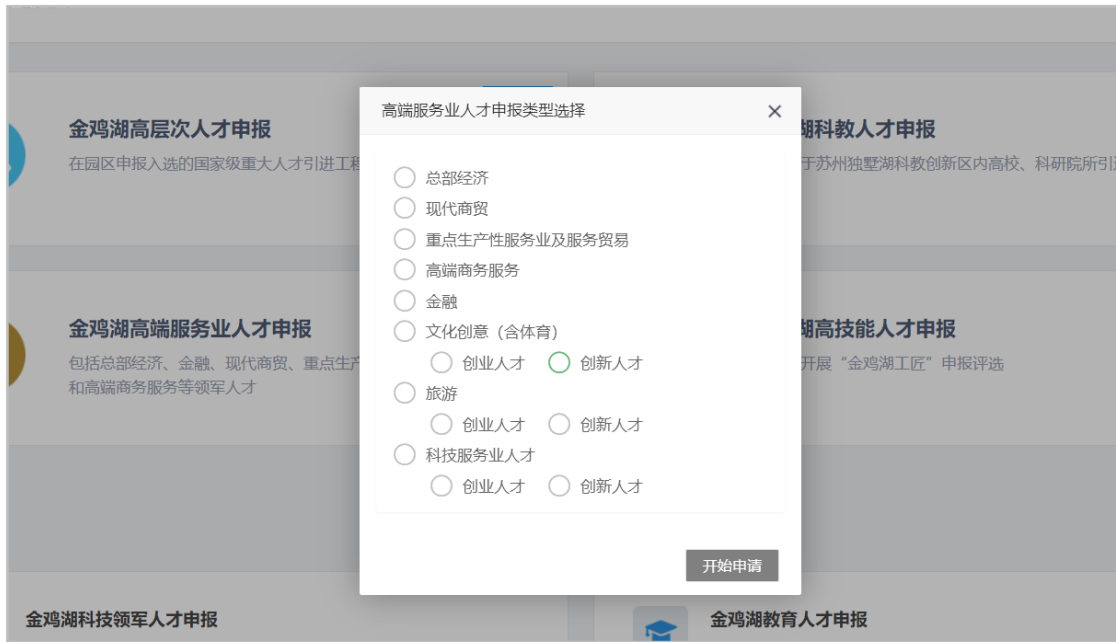 高端服务业人才申报类型选择
金鸡湖高层次人才申报
在园区申报入选的国家级重大人才引进工程
湖科教人才申报
于苏州独墅湖科教创新区内高校、科研院所引
总部经济
现代商贸
重点生产性服务业及服务贸易
高端商务服务
金融
文化创意（含体育）
创业人才 创新人才
旅游
创业人才 创新人才
科技服务业人才
创业人才 创新人才
开始申请
金鸡湖高端服务业人才申报
包括总部经济、金融、现代商贸、重点生产
和高端商务服务等领军人才
湖高技能人才申报
开展“金鸡湖工匠”申报评选
金鸡湖科技领军人才申报
金鸡湖教育人才申报